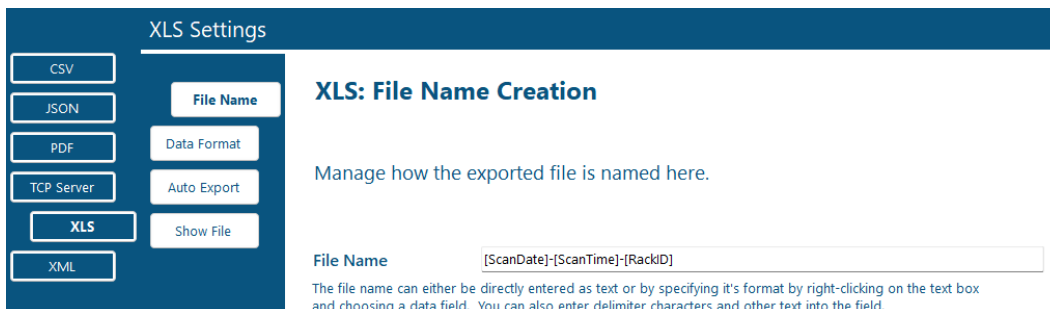 XLS Settings
CSV
JSON
PDF
TCP Server
XLS
XML
File Name
Data Format
Auto Export
Show File
XLS: File Name Creation
Manage how the exported file is named here.
File Name
[ScanDate]-[ScanTime]-[RackID]
The file name can either be directly entered as text or by specifying it's format by right-clicking on the text box
and choosing a data field. You can also enter delimiter characters and other text into the field.